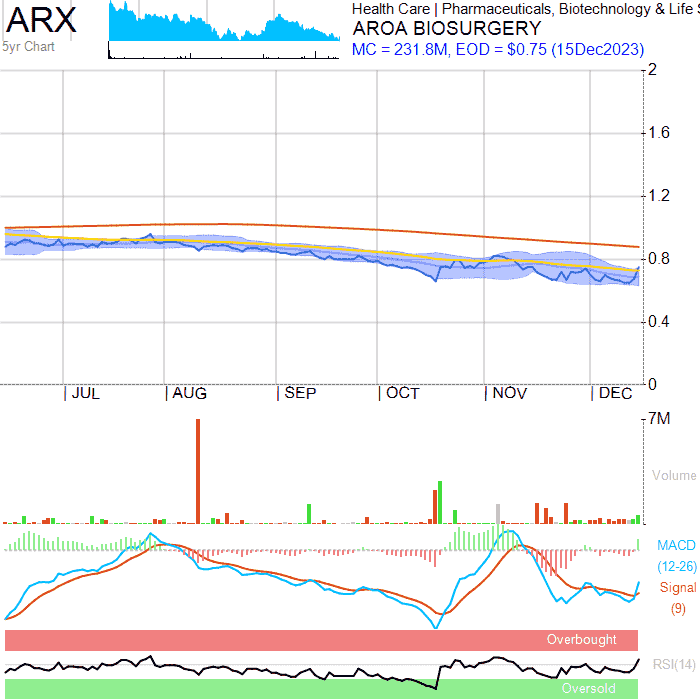 ARX
5yr Chart
Health Care | Pharmaceuticals, Biotechnology & Life S
AROA BIOSURGERY
MC = 231.8M, EOD = $0.75 (15Dec2023)
2
1.6
1.2
0.8
0.4
0
JUL AUG SEP OCT NOV DEC
7M
Volume
MACD
(12-26)
Signal
(9)
Overbought
RSI(14)
Oversold